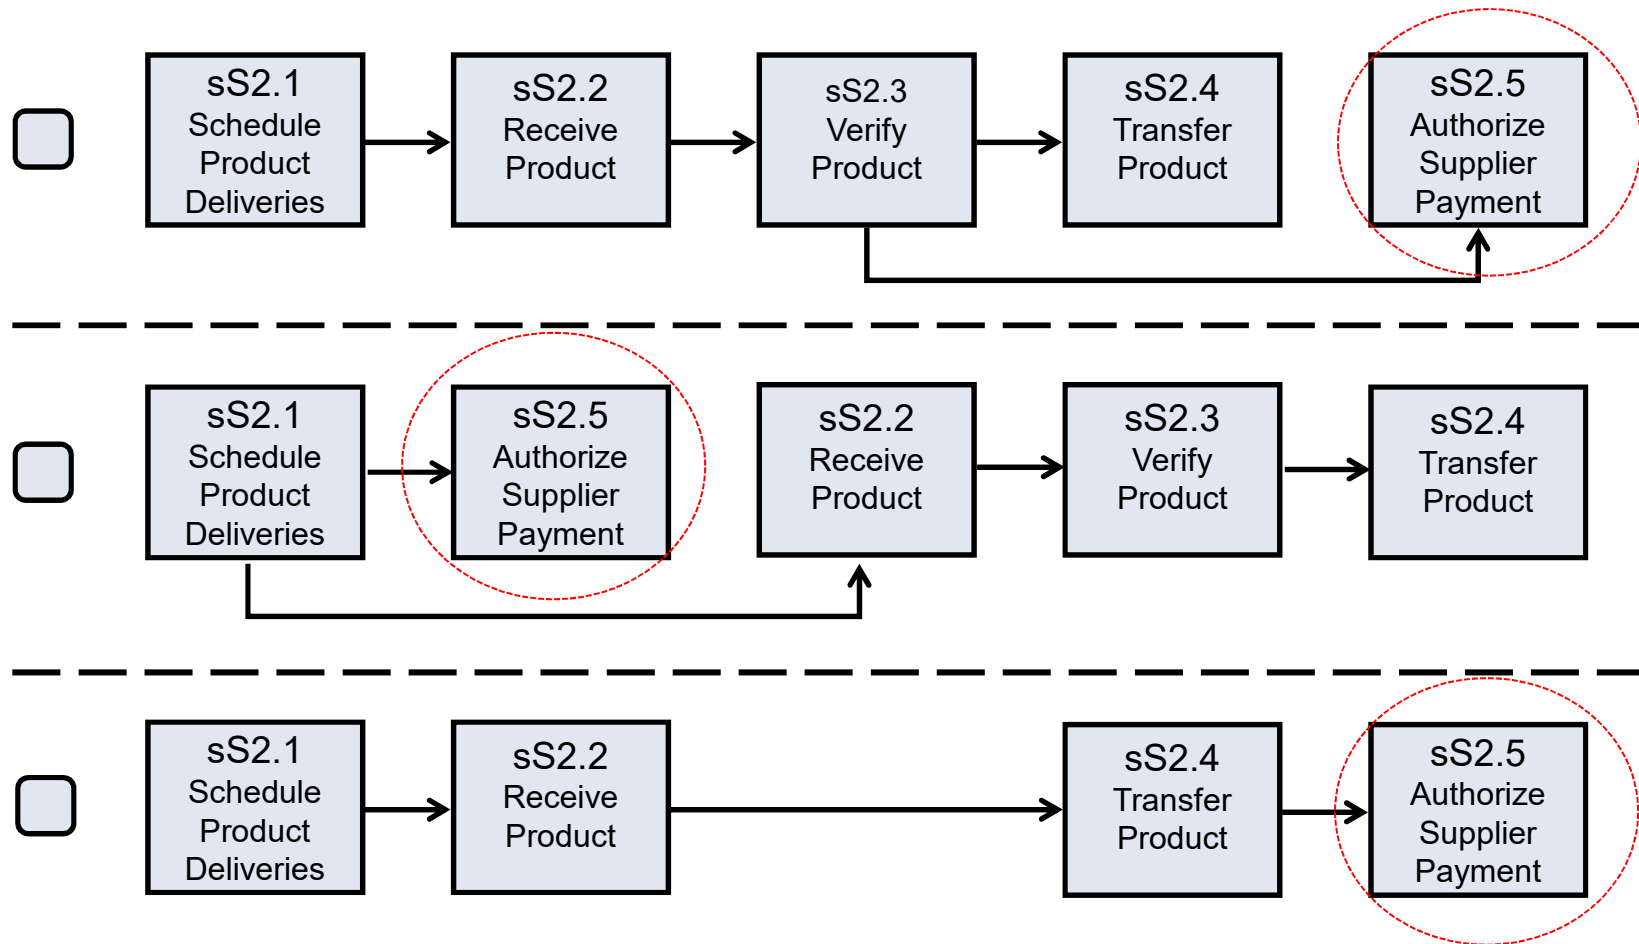 sS2.1
Schedule
Product
Deliveries
sS2.2
Receive
Product
sS2.3
Verify
Product
sS2.4
Transfer
Product
sS2.5
Authorize
Supplier
Payment
sS2.1
Schedule
Product
Deliveries
sS2.5
Authorize
Supplier
Payment
sS2.2
Receive
Product
sS2.3
Verify
Product
sS2.4
Transfer
Product
sS2.1
Schedule
Product
Deliveries
sS2.2
Receive
Product
sS2.4
Transfer
Product
sS2.5
Authorize
Supplier
Payment